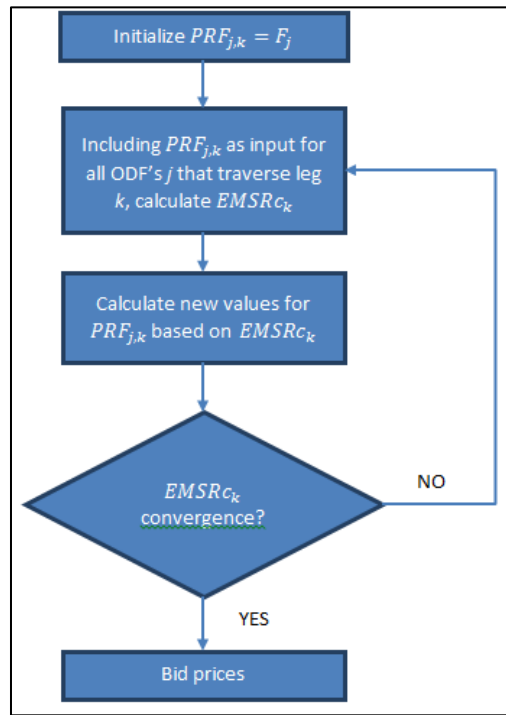 Initialize PRF_{j,k} = F_j
Including PRF_{j,k} as input for
all ODF's j that traverse leg
k, calculate EMSRc_k
Calculate new values for
PRF_{j,k} based on EMSRc_k
EMSRc_k
convergence?
NO
YES
Bid prices